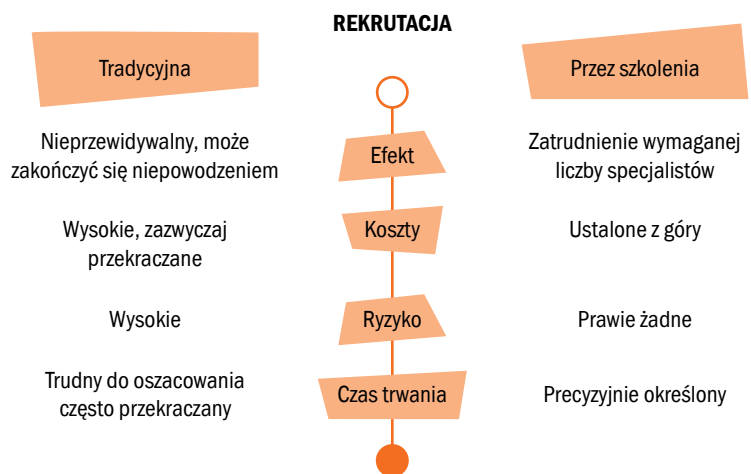 REKRUTACJA
Tradycyjna
Przez szkolenia
Nieprzewidywalny, może
zakończyć się niepowodzeniem
Efekt
Zatrudnienie wymaganej
liczby specjalistów
Wysokie, zazwyczaj
przekraczane
Koszty
Ustalone z góry
Wysokie
Ryzyko
Prawie żadne
Trudny do oszacowania
często przekraczany
Czas trwania
Precyzyjnie określony